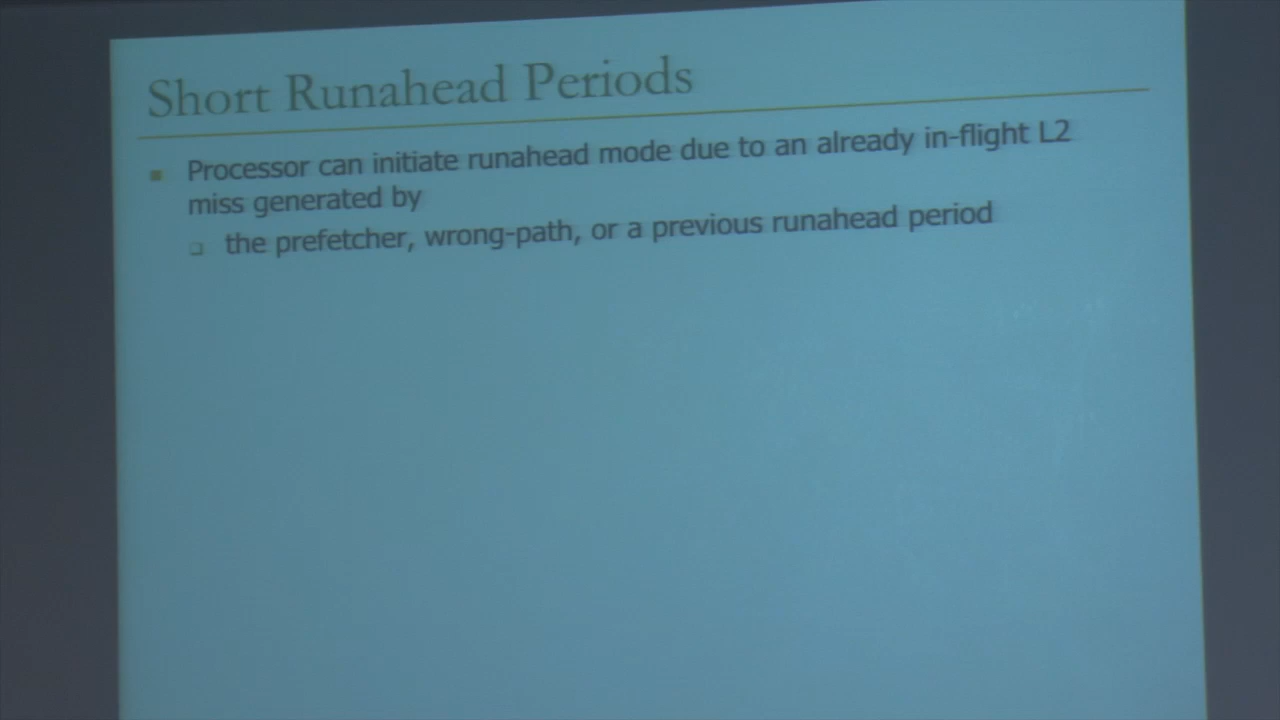 Short Runahead Periods
Processor can initiate runahead mode due to an already in-flight L2
miss generated by
the prefetcher, wrong-path, or a previous runahead period